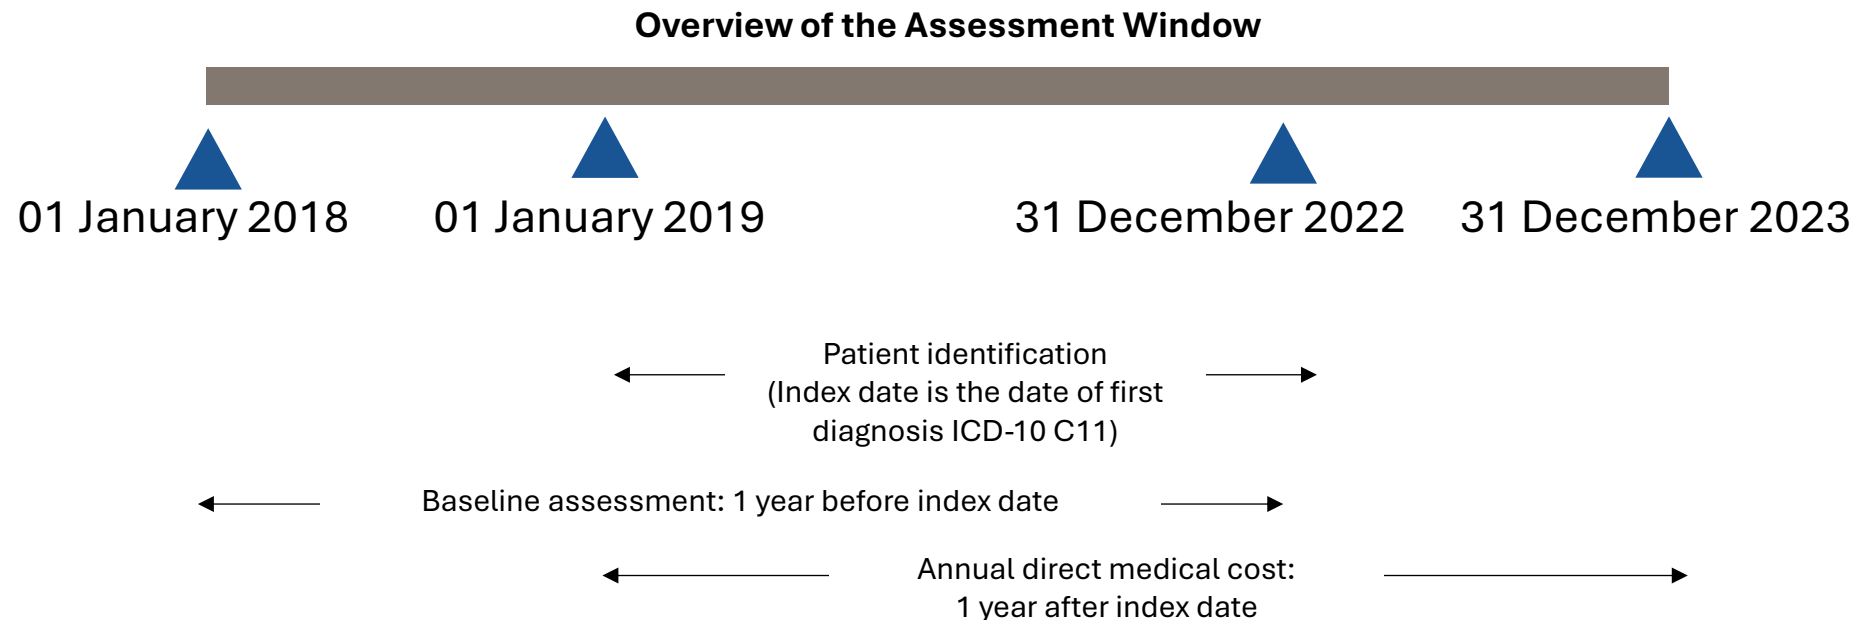 Overview of the Assessment Window
01 January 2018
01 January 2019
31 December 2022
31 December 2023
Patient identification
(Index date is the date of first
diagnosis ICD-10 C11)
Baseline assessment: 1 year before index date
Annual direct medical cost:
1 year after index date